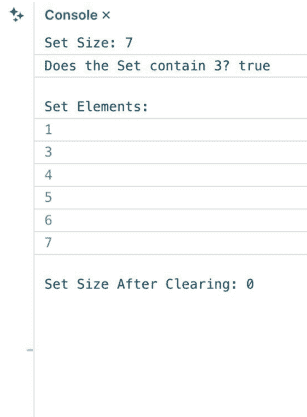 Console ×
Set Size: 7
Does the Set contain 3? true
Set Elements:
1
3
4
5
6
7
Set Size After Clearing: 0